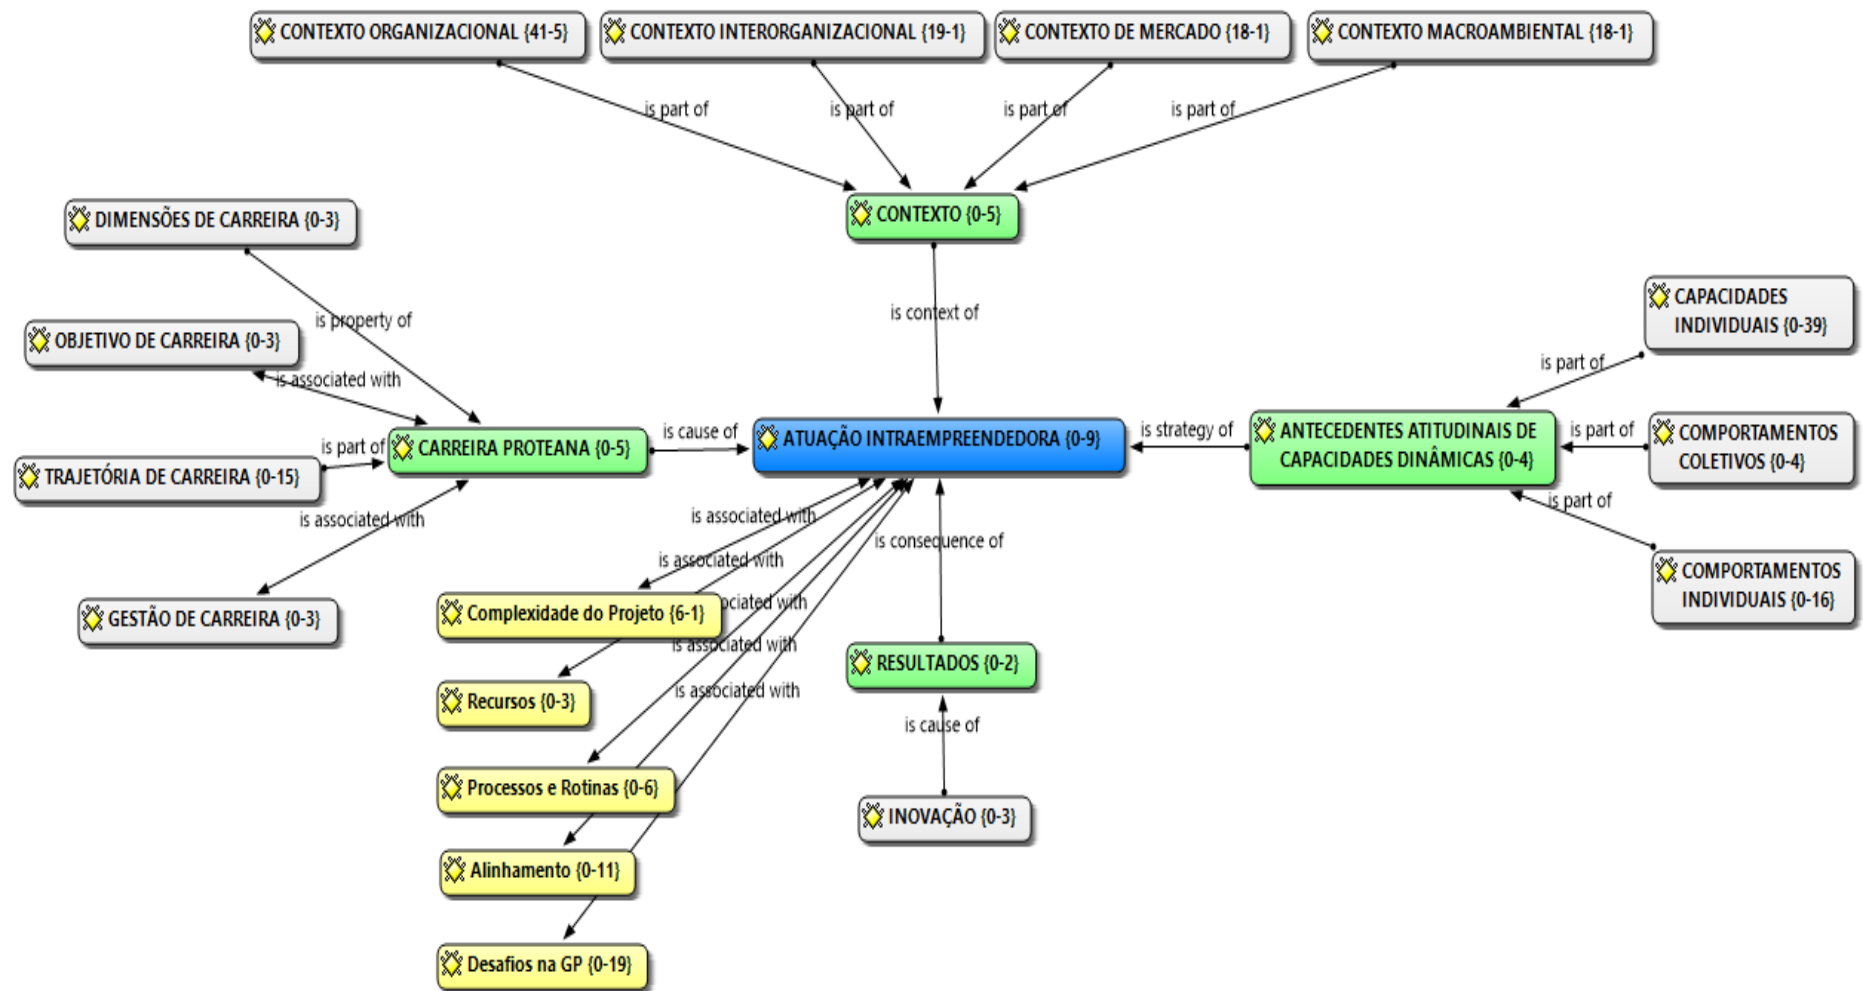 CONTEXTO ORGANIZACIONAL {41-5}
CONTEXTO INTERORGANIZACIONAL {19-1}
CONTEXTO DE MERCADO {18-1}
CONTEXTO MACROAMBIENTAL {18-1}
is part of
is part of
is part of
is part of
CONTEXTO {0-5}
DIMENSÕES DE CARREIRA {0-3}
is property of
OBJETIVO DE CARREIRA {0-3}
is associated with
is part of
TRAJETÓRIA DE CARREIRA {0-15}
is associated with
GESTÃO DE CARREIRA {0-3}
CARREIRA PROTEANA {0-5}
is cause of
is context of
ATUAÇÃO INTRAEMPREENDEDORA {0-9}
is strategy of
ANTECEDENTES ATITUDINAIS DE
CAPACIDADES DINÂMICAS {0-4}
CAPACIDADES
INDIVIDUAIS {0-39}
is part of
is part of
COMPORTAMENTOS
COLETIVOS {0-4}
is part of
COMPORTAMENTOS
INDIVIDUAIS {0-16}
is associated with
is associated with
ociated with
is associated with
is associated with
Complexidade do Projeto {6-1}
Recursos {0-3}
Processos e Rotinas {0-6}
Alinhamento {0-11}
Desafios na GP {0-19}
is consequence of
RESULTADOS {0-2}
is cause of
INOVAÇÃO {0-3}